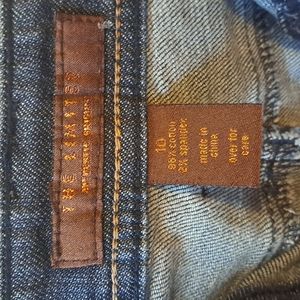 THE LIMITED
10
98% cotton
2% spandex
made in
china
over for
care